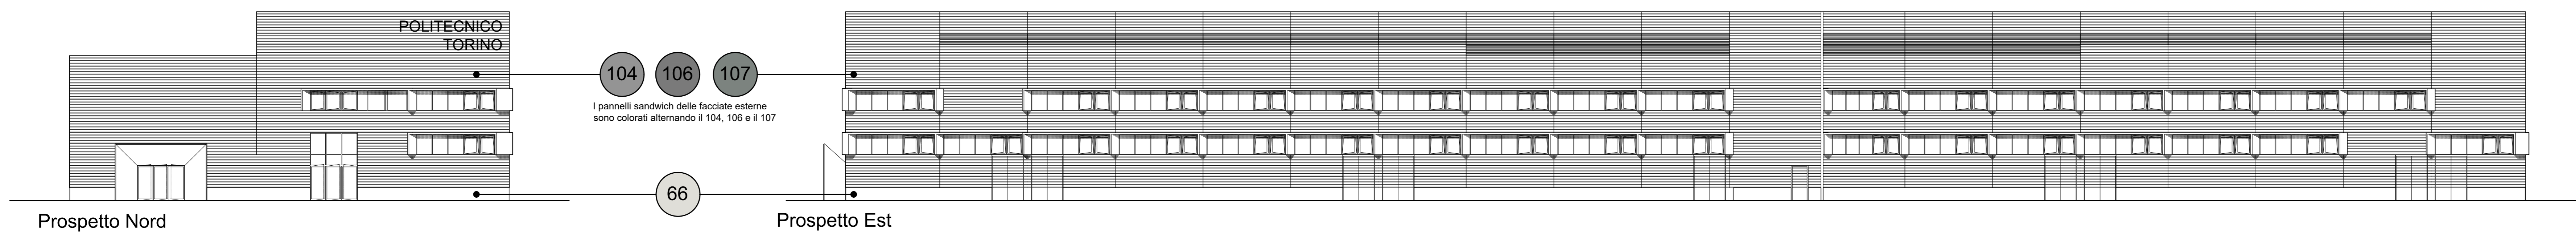 POLITECNICO
TORINO
104 106 107
I pannelli sandwich delle facciate esterne
sono colorati alternando il 104, 106 e il 107
66
Prospetto Nord
Prospetto Est